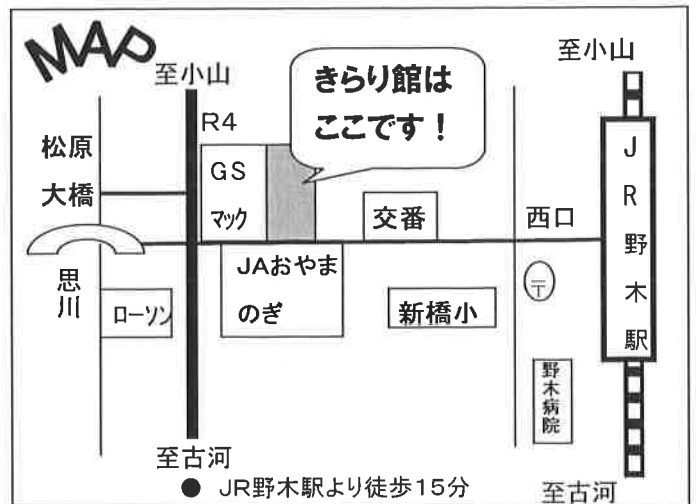 MAP
至小山
至小山
きらり館は
ここです！
R4
松原
大橋
GS
マック
交番
西口
JR野木駅
思川
ローソン
JAおやま
のぎ
新橋小
〒
野木病院
至古河
● JR野木駅より徒歩15分
至古河